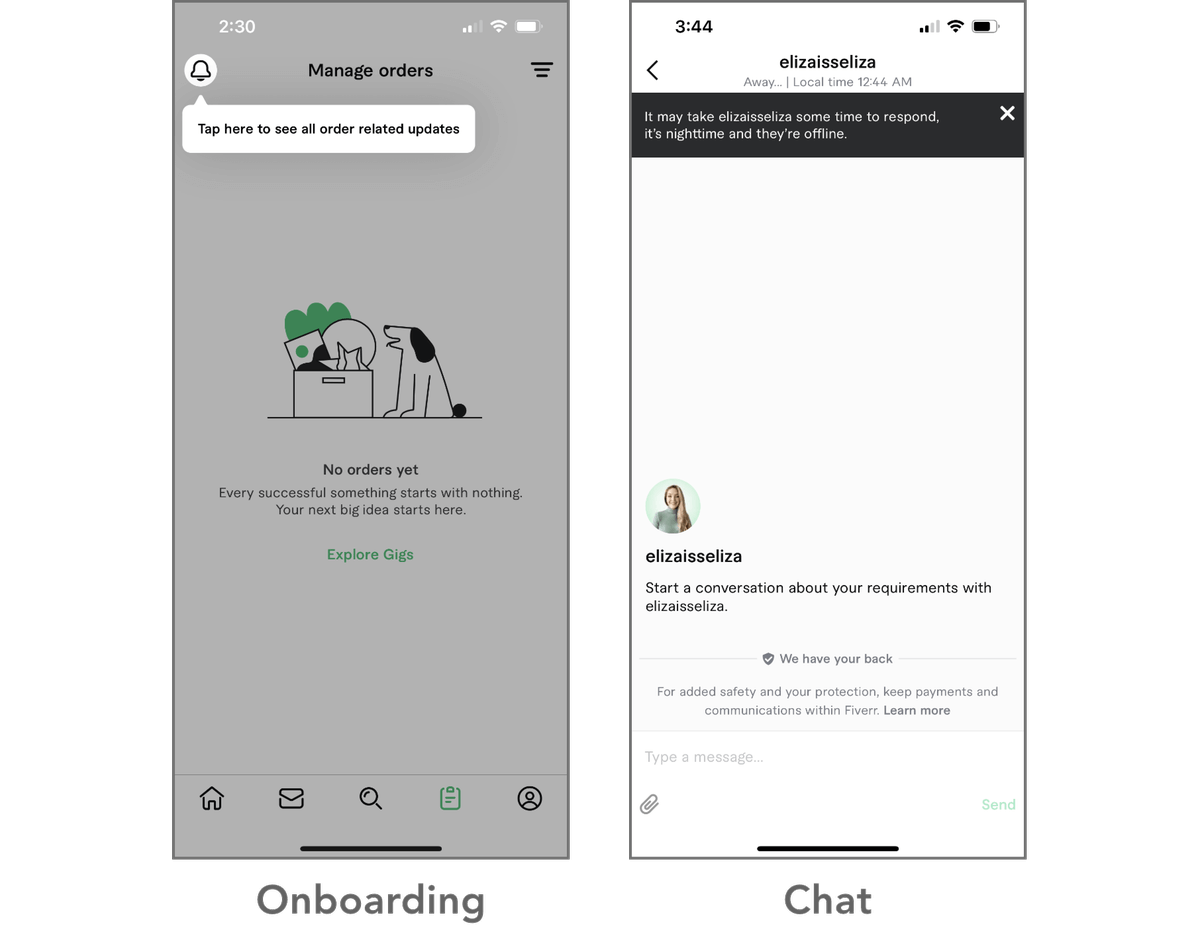 2:30
Manage orders
Tap here to see all order related updates
No orders yet
Every successful something starts with nothing.
Your next big idea starts here.
Explore Gigs
Onboarding
3:44
elizaisseliza
Away... | Local time 12:44 AM
It may take elizaisseliza some time to respond,
it's nighttime and they're offline.
elizaisseliza
Start a conversation about your requirements with
elizaisseliza.
We have your back
For added safety and your protection, keep payments and
communications within Fiverr. Learn more
Type a message...
Send
Chat